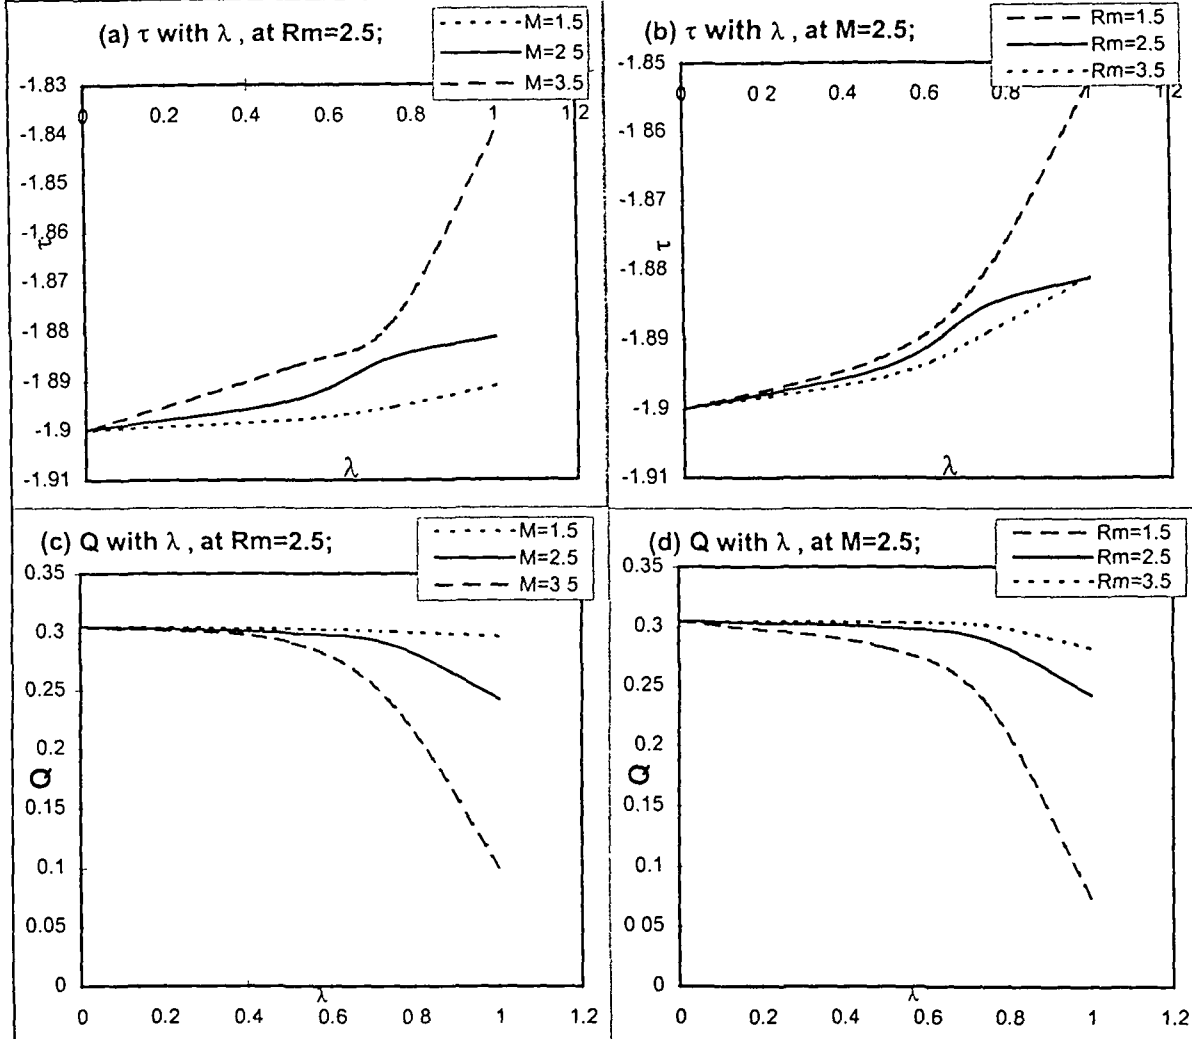 (a) τ with λ , at Rm=2.5;
M=1.5
M=2 5
M=3.5
-1.83
-1.84
-1.85
-1.86
-1.87
-1.88
-1.89
-1.9
-1.91
0 0.2 0.4 0.6 0.8 1 1 2
τ
λ
(b) τ with λ , at M=2.5;
Rm=1.5
Rm=2.5
Rm=3.5
-1.85
-1.86
-1.87
-1.88
-1.89
-1.9
-1.91
0 0 2 0.4 0.6 0.8 1 1 2
τ
λ
(c) Q with λ , at Rm=2.5;
M=1.5
M=2.5
M=3 5
0.35
0.3
0.25
0.2
0.15
0.1
0 05
0
Q
λ
0 0.2 0.4 0.6 0 8 1 1.2
(d) Q with λ , at M=2.5;
Rm=1.5
Rm=2.5
Rm=3.5
0.35
0.3
0.25
0.2
0 15
0.1
0 05
0
Q
λ
0 0.2 0.4 0.6 0.8 1 1.2